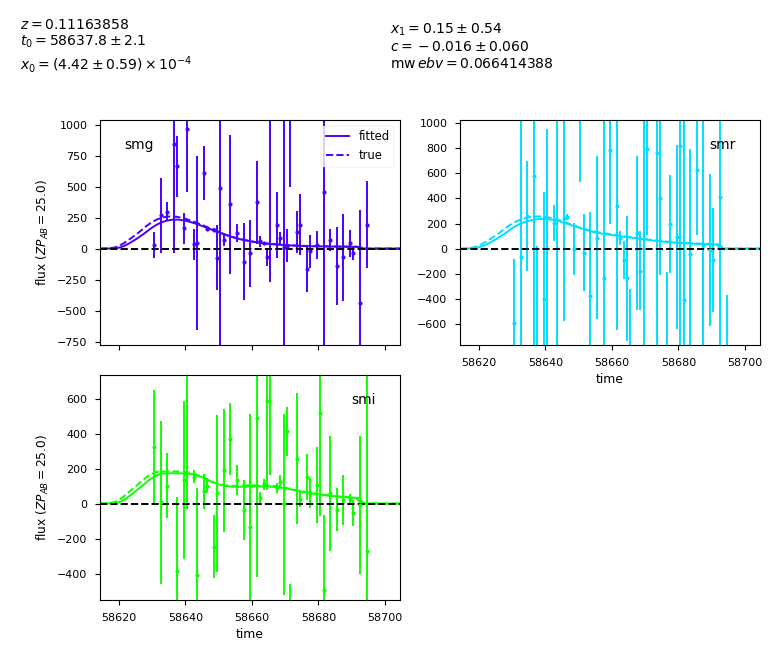 z = 0.11163858
t₀ = 58637.8 ± 2.1
x₀ = (4.42 ± 0.59) × 10⁻⁴
x₁ = 0.15 ± 0.54
c = −0.016 ± 0.060
mw ebv = 0.066414388
smg
fitted
true
1000
750
500
250
0
−250
−500
−750
flux (ZP_AB = 25.0)
smr
1000
800
600
400
200
0
−200
−400
−600
58620 58640 58660 58680 58700
time
smi
600
400
200
0
−200
−400
flux (ZP_AB = 25.0)
58620 58640 58660 58680 58700
time